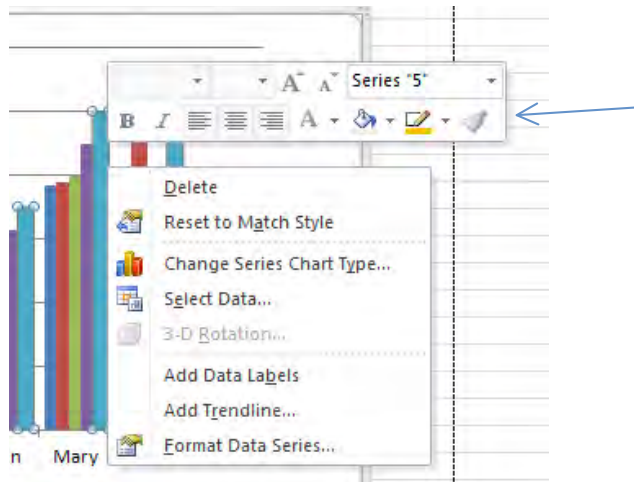 A A Series "5"
B I A
Delete
Reset to Match Style
Change Series Chart Type...
Select Data...
3-D Rotation...
Add Data Labels
Add Trendline...
Format Data Series...
n Mary